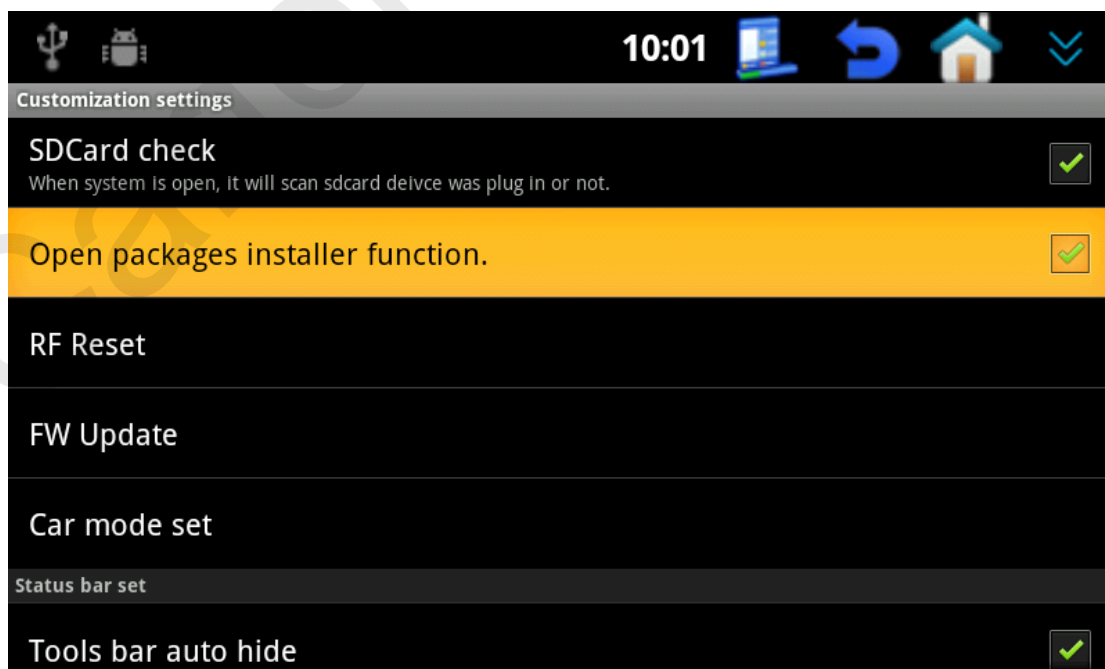 10:01
Customization settings
SDCard check
When system is open, it will scan sdcard deivce was plug in or not.
Open packages installer function.
RF Reset
FW Update
Car mode set
Status bar set
Tools bar auto hide